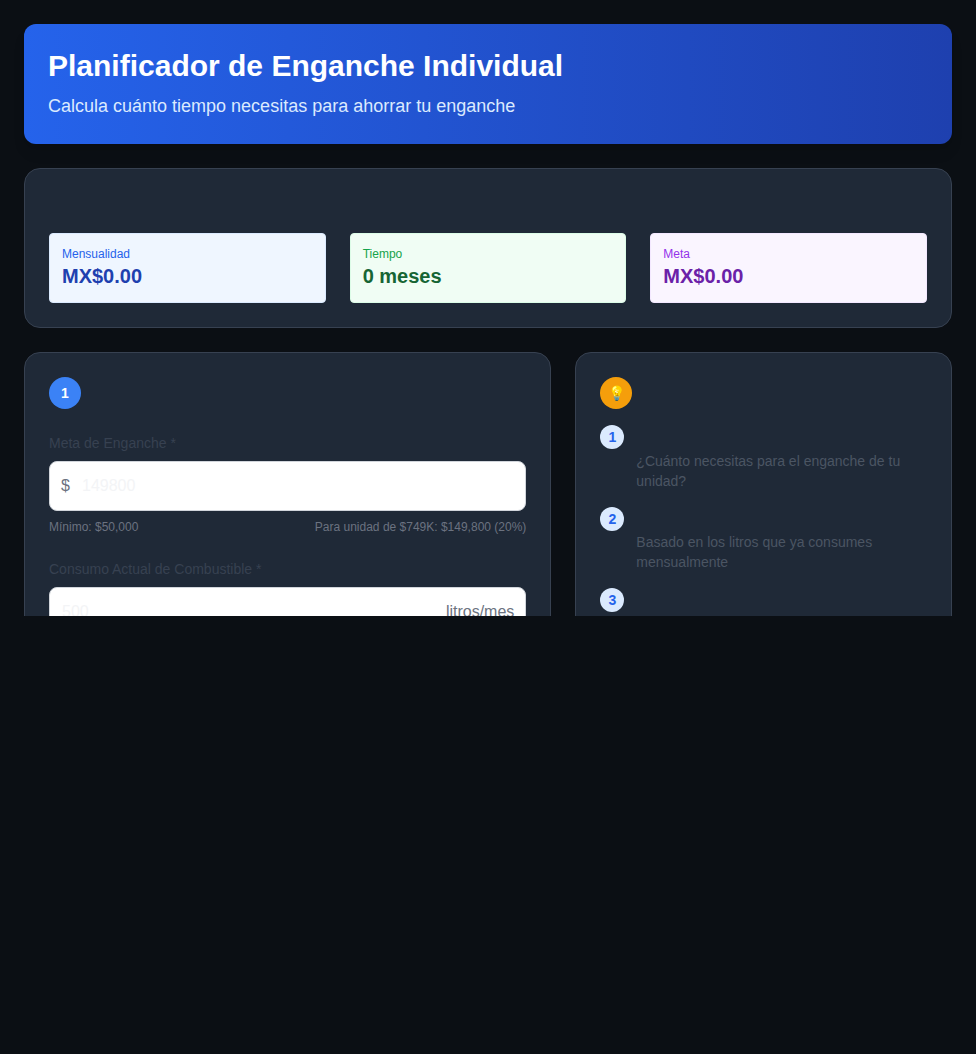 Planificador de Enganche Individual
Calcula cuánto tiempo necesitas para ahorrar tu enganche
Mensualidad
MX$0.00
Tiempo
0 meses
Meta
MX$0.00
1
Meta de Enganche *
$ 149800
Mínimo: $50,000
Para unidad de $749K: $149,800 (20%)
Consumo Actual de Combustible *
500 litros/mes
1
¿Cuánto necesitas para el enganche de tu
unidad?
2
Basado en los litros que ya consumes
mensualmente
3